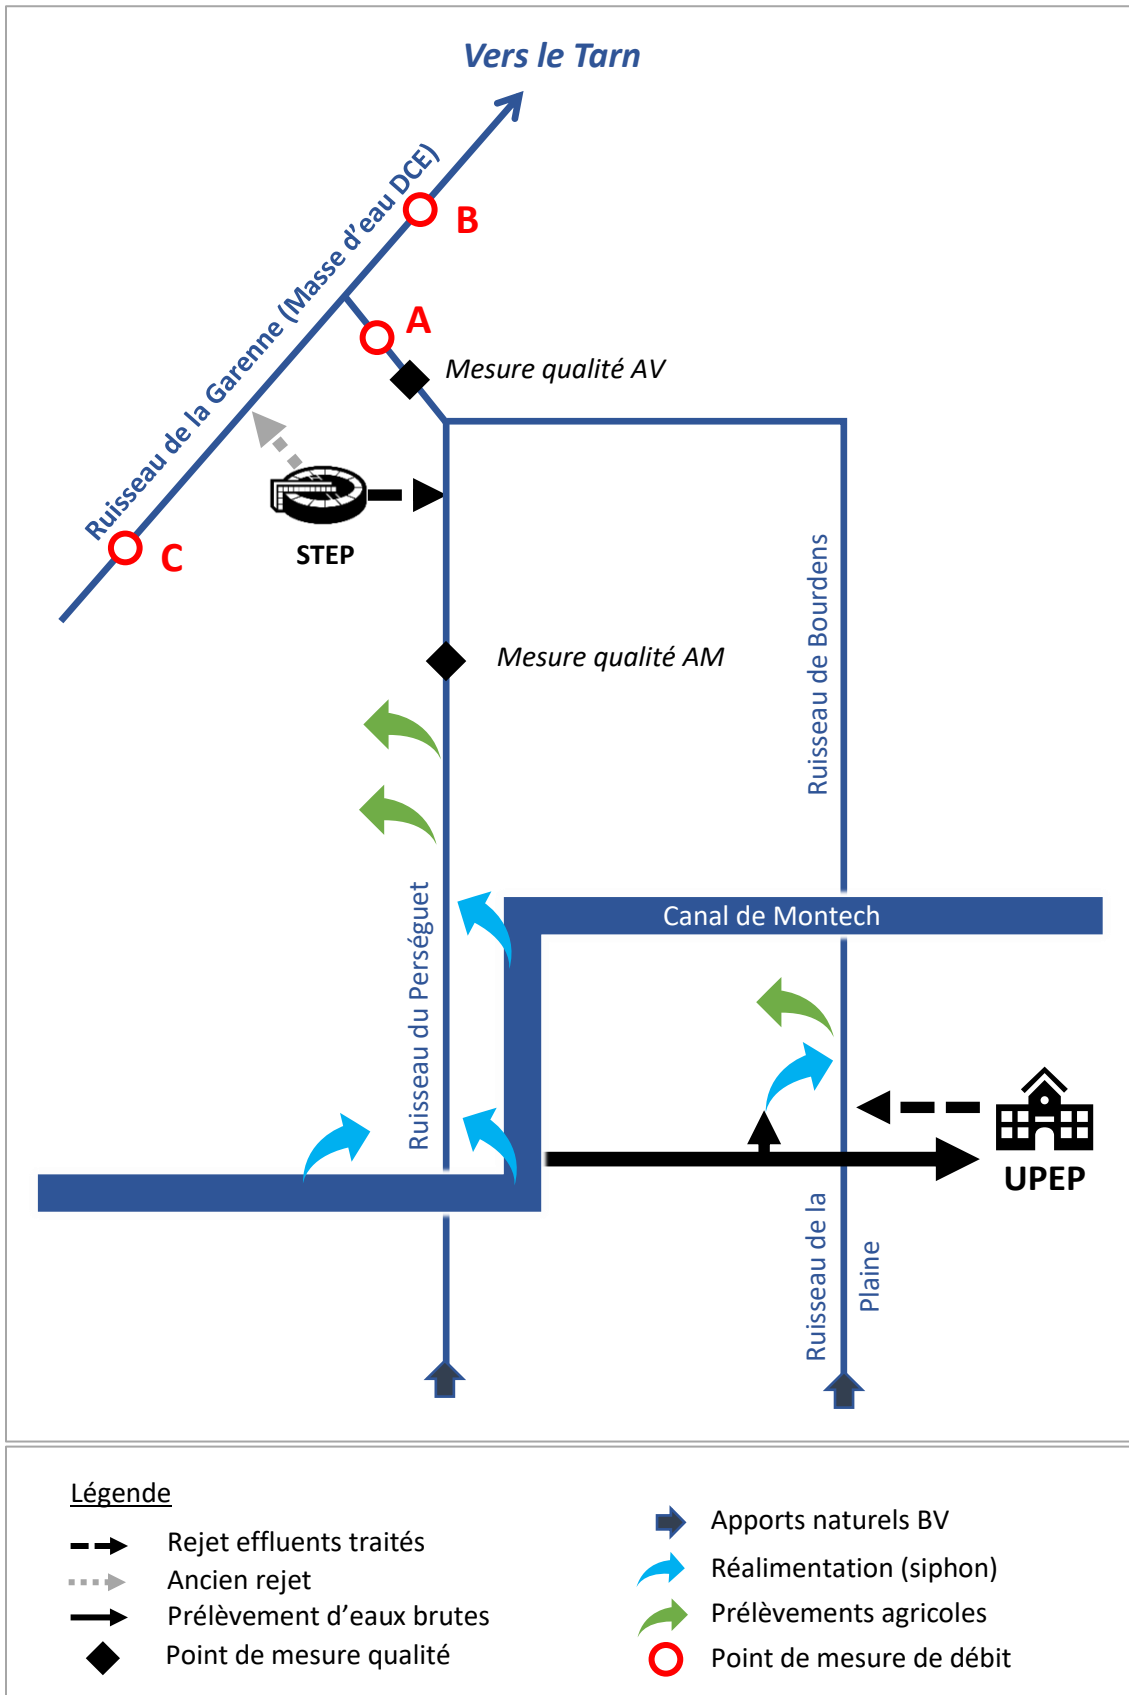 Vers le Tarn
Ruisseau de la Garenne (Masse d'eau DCE)
B
A
Mesure qualité AV
C
STEP
Mesure qualité AM
Ruisseau de Bourdens
Ruisseau du Perséguet
Canal de Montech
UPEP
Ruisseau de la
Plaine
Légende
Rejet effluents traités
Ancien rejet
Prélèvement d'eaux brutes
Point de mesure qualité
Apports naturels BV
Réalimentation (siphon)
Prélèvements agricoles
Point de mesure de débit